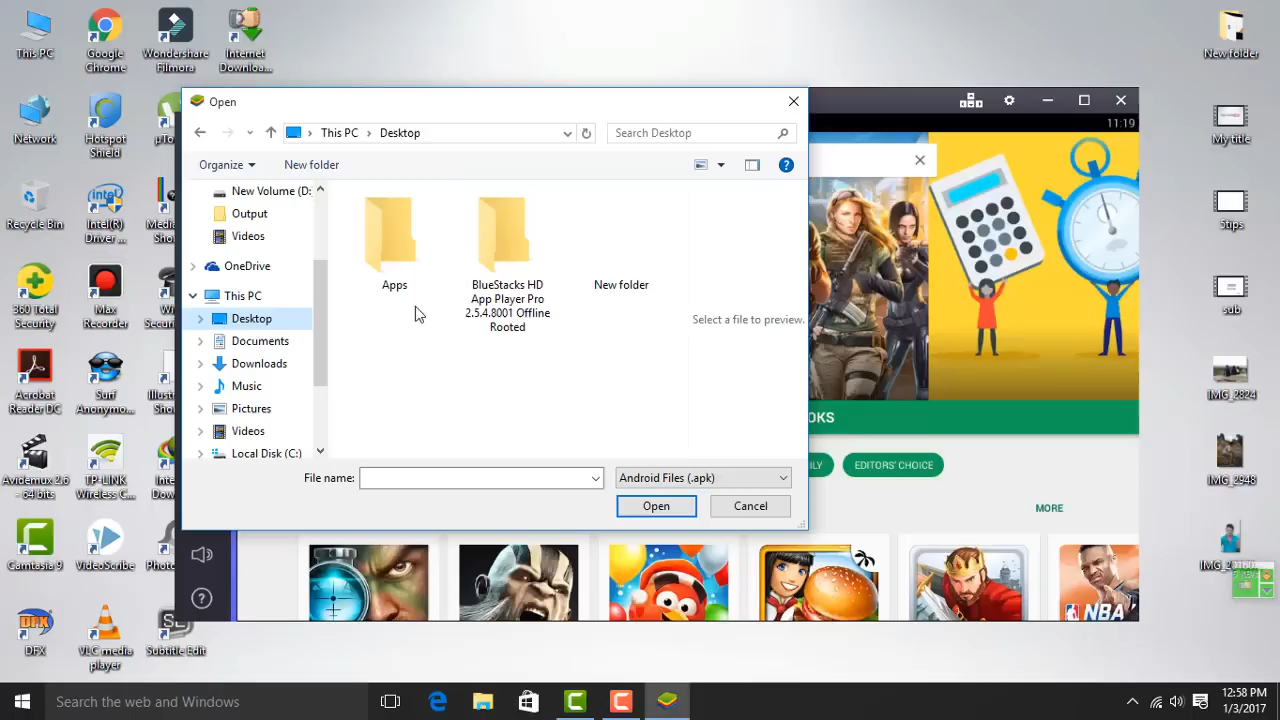 This PC
Google
Chrome
Wondershare
Filmora
Internet
Downloa...
New folder
Network
Hotspot
Shield
My title
Recycle Bin
Intel(R)
Driver ...
Stips
360 Total
Security
Max
Recorder
sub
Acrobat
Reader DC
Surf
Anonymo...
IMG_2824
Avidemux 2.6
- 64 bits
TP-LINK
Wireless C...
IMG_2948
Camtasia 9
VideoScribe
DFX
VLC media
player
Subtitle Edit
Open
This PC
Desktop
Search Desktop
Organize
New folder
New Volume (D:
Output
Videos
OneDrive
This PC
Desktop
Documents
Downloads
Music
Pictures
Videos
Local Disk (C:)
Apps
BlueStacks HD
App Player Pro
2.5.4.8001 Offline
Rooted
New folder
Select a file to preview.
File name:
Android Files (.apk)
Open
Cancel
11:19
OKS
ILY
EDITORS' CHOICE
MORE
NBA
Search the web and Windows
12:58 PM
1/3/2017